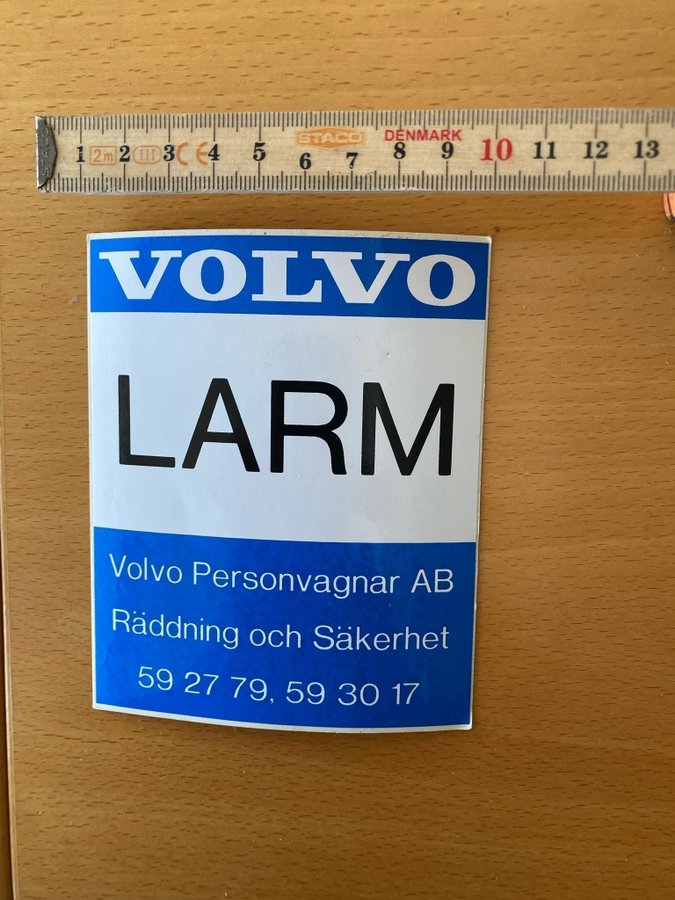 1 2m 2 III 3 CE 4 5 6 STACO 7 8 DENMARK 9 10 11 12 13
VOLVO
LARM
Volvo Personvagnar AB
Räddning och Säkerhet
59 27 79, 59 30 17